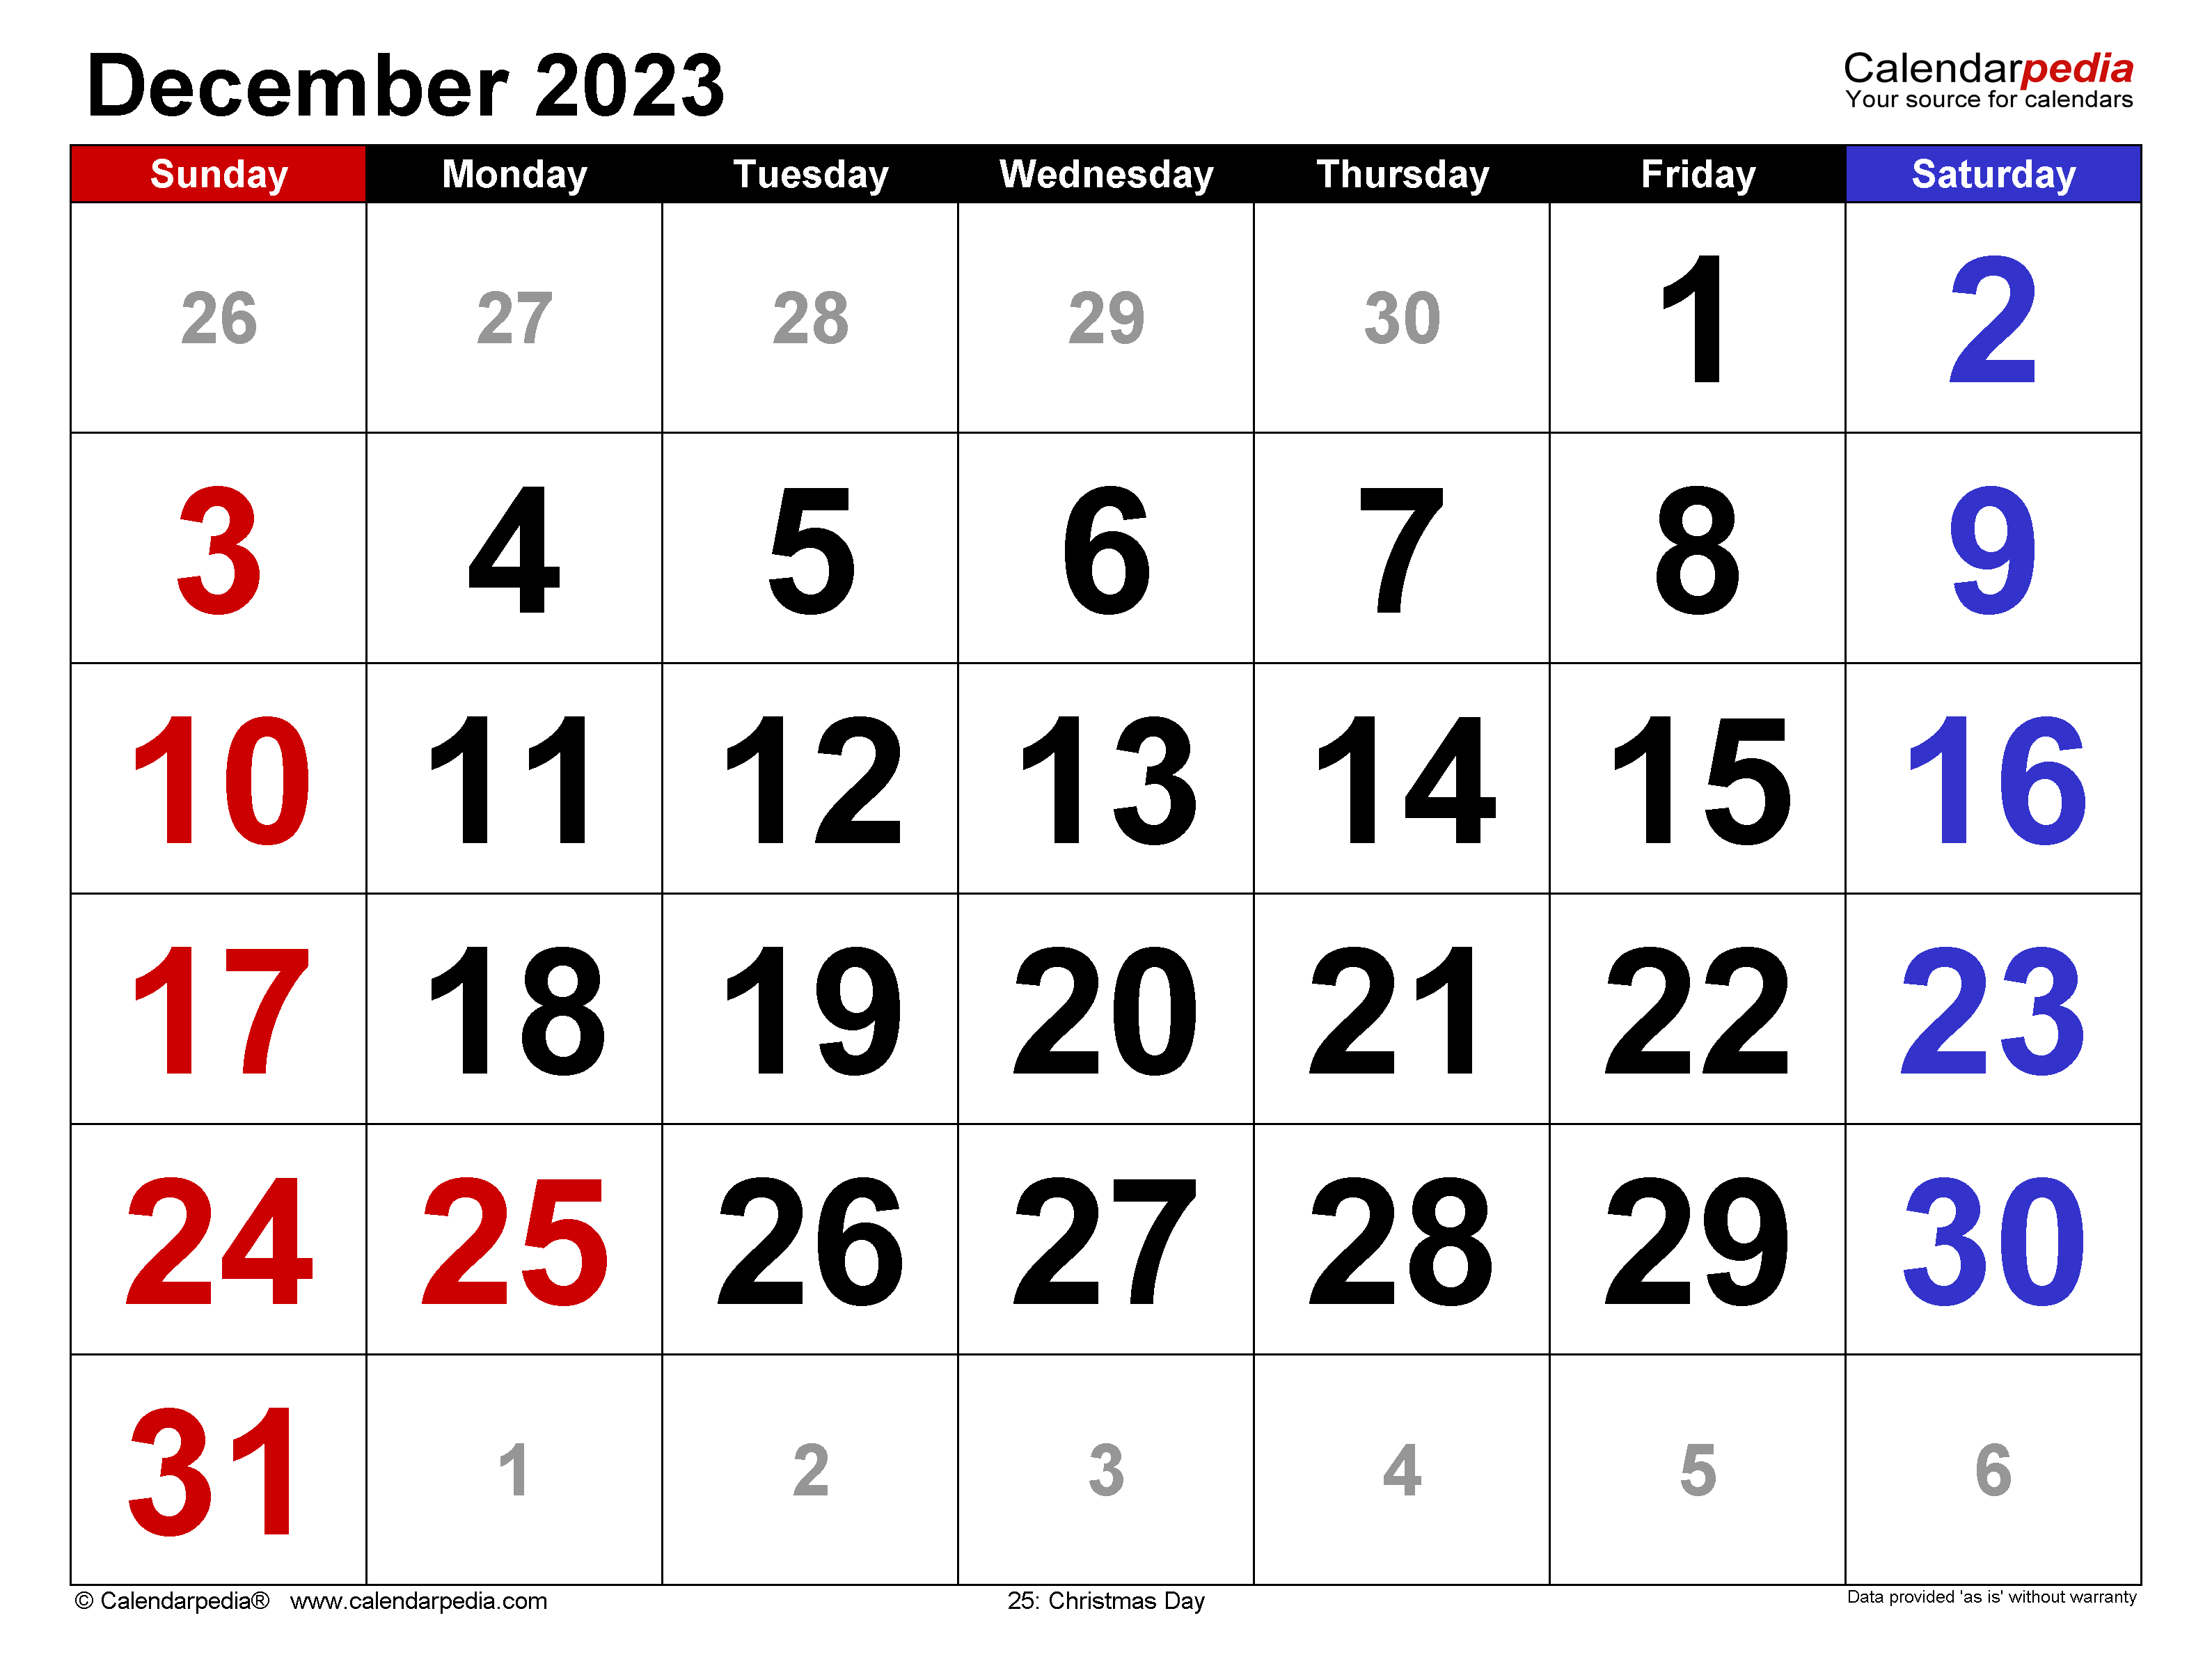 December 2023
Calendarpedia
Your source for calendars
Sunday Monday Tuesday Wednesday Thursday Friday Saturday
26 27 28 29 30 1 2
3 4 5 6 7 8 9
10 11 12 13 14 15 16
17 18 19 20 21 22 23
24 25 26 27 28 29 30
31 1 2 3 4 5 6
© Calendarpedia® www.calendarpedia.com 25: Christmas Day Data provided 'as is' without warranty